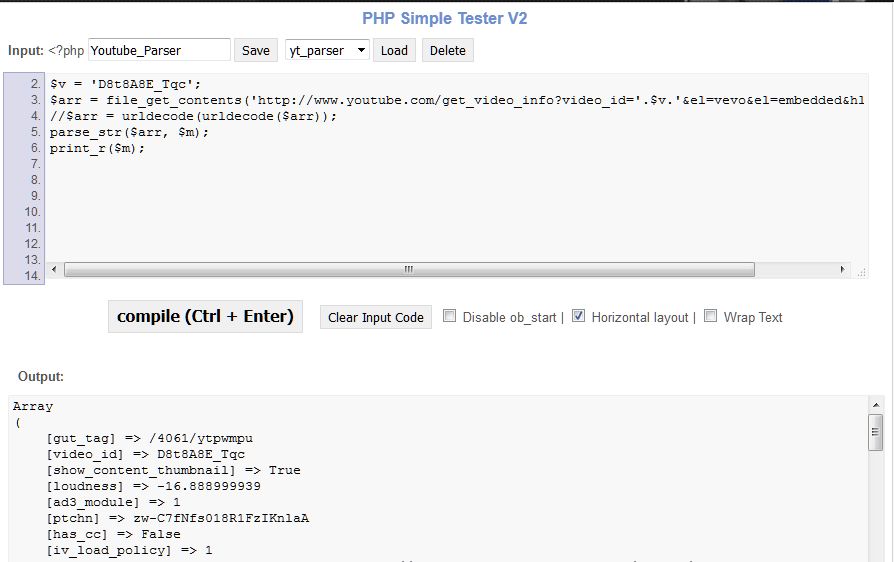 PHP Simple Tester V2
Input: <?php Youtube_Parser Save yt_parser Load Delete
2. $v = 'D8t8A8E_Tqc';
3. $arr = file_get_contents('http://www.youtube.com/get_video_info?video_id='.$v.'&el=vevo&el=embedded&hl
4. //$arr = urldecode(urldecode($arr));
5. parse_str($arr, $m);
6. print_r($m);
7.
8.
9.
10.
11.
12.
13.
14.
compile (Ctrl + Enter) Clear Input Code Disable ob_start | Horizontal layout | Wrap Text
Output:
Array
(
[gut_tag] => /4061/ytpwmpu
[video_id] => D8t8A8E_Tqc
[show_content_thumbnail] => True
[loudness] => -16.888999939
[ad3_module] => 1
[ptchn] => zw-C7fNfs018R1FzIKnlaA
[has_cc] => False
[iv_load_policy] => 1